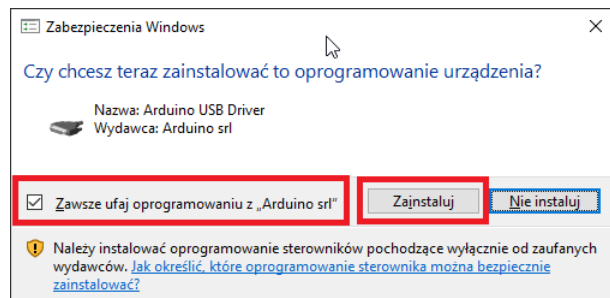 Zabezpieczenia Windows
Czy chcesz teraz zainstalować to oprogramowanie urządzenia?
Nazwa: Arduino USB Driver
Wydawca: Arduino srl
Zawsze ufaj oprogramowaniu z „Arduino srl”
Zainstaluj
Nie instaluj
Należy instalować oprogramowanie sterowników pochodzące wyłącznie od zaufanych
wydawców. Jak określić, które oprogramowanie sterownika można bezpiecznie
zainstalować?